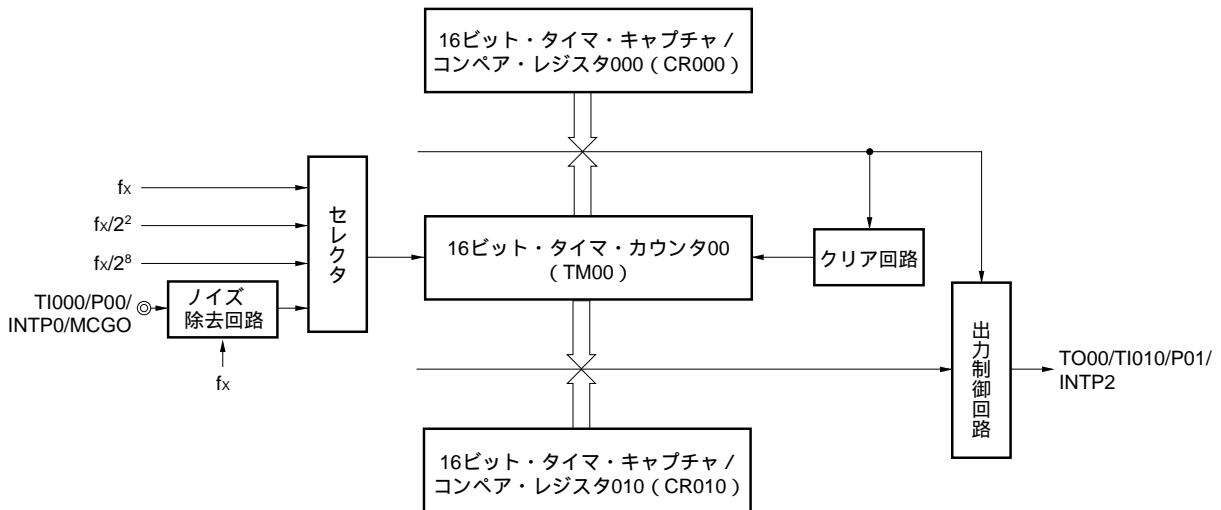 16ビット・タイマ・キャプチャ/
コンペア・レジスタ000(CR000)
fX
fX/2²
fX/2⁸
TI000/P00/
INTP0/MCGO
ノイズ
除去回路
fX
セレクタ
16ビット・タイマ・カウンタ00
(TM00)
クリア回路
出力制御回路
TO00/TI010/P01/
INTP2
16ビット・タイマ・キャプチャ/
コンペア・レジスタ010(CR010)